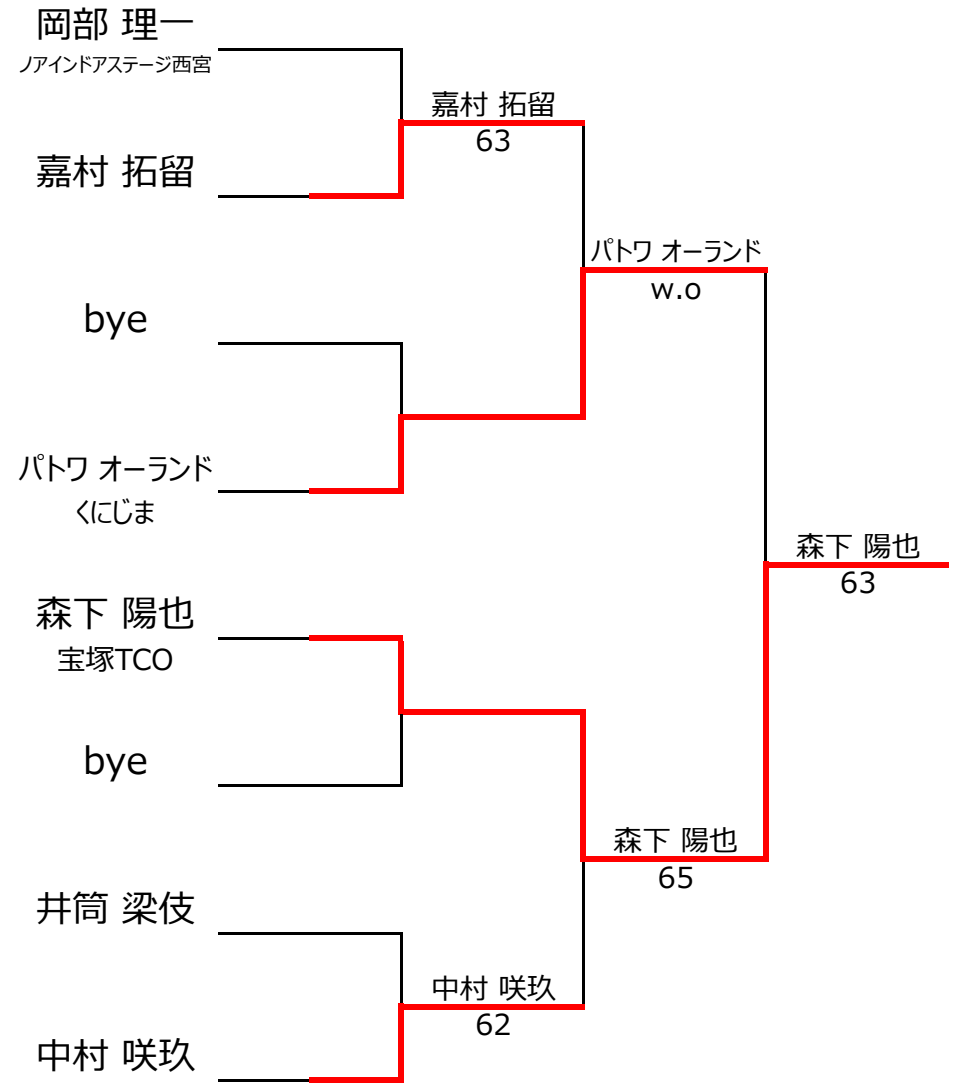 岡部 理一
ノアインドアステージ西宮
嘉村 拓留
63
嘉村 拓留
パトワ オーランド
w.o
bye
パトワ オーランド
くにじま
森下 陽也
63
森下 陽也
宝塚TCO
bye
森下 陽也
65
井筒 梁伎
中村 咲玖
62
中村 咲玖